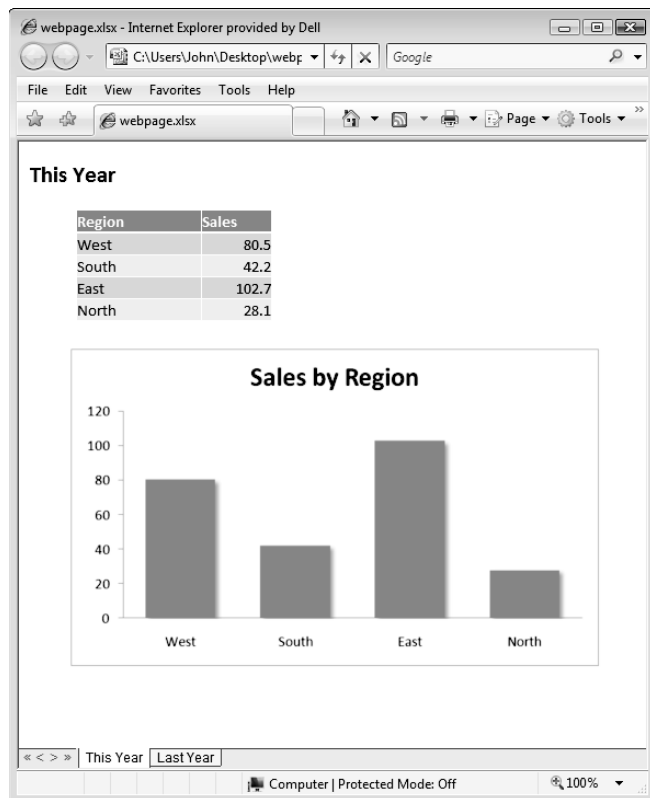 webpage.xlsx - Internet Explorer provided by Dell
C:\Users\John\Desktop\webp Google
File Edit View Favorites Tools Help
webpage.xlsx Page Tools »
This Year
Region Sales
West 80.5
South 42.2
East 102.7
North 28.1
Sales by Region
120
100
80
60
40
20
0
West South East North
« < > » This Year Last Year
Computer | Protected Mode: Off 100%